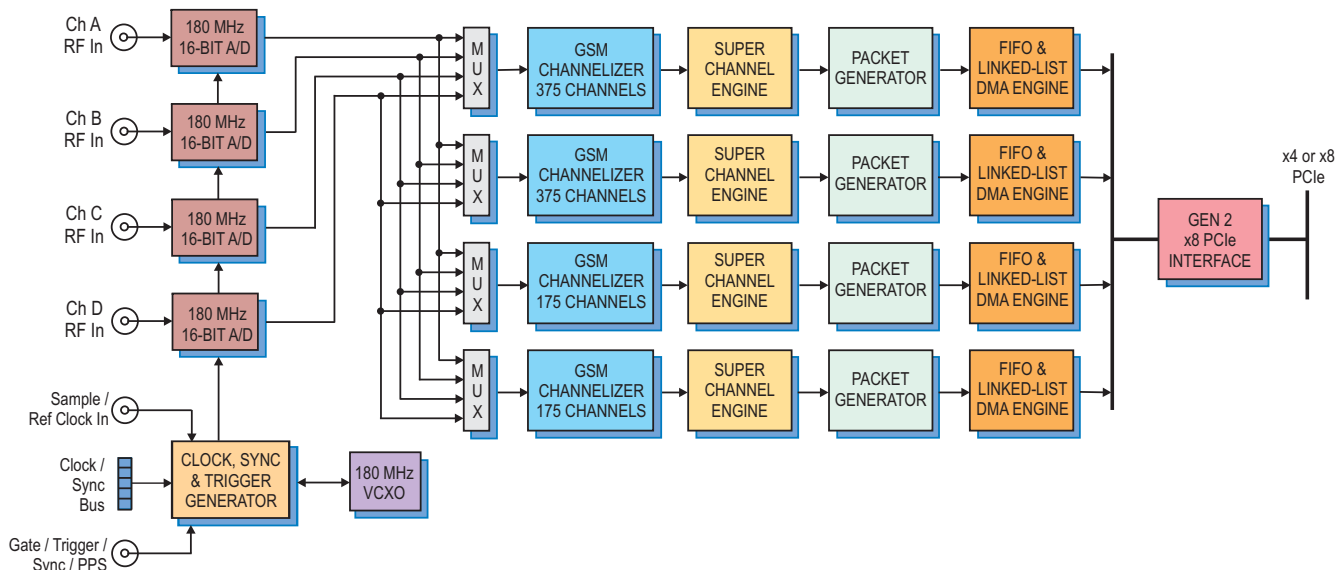 Ch A
RF In
180 MHz
16-BIT A/D
Ch B
RF In
180 MHz
16-BIT A/D
Ch C
RF In
180 MHz
16-BIT A/D
Ch D
RF In
180 MHz
16-BIT A/D
Sample /
Ref Clock In
Clock /
Sync
Bus
Gate / Trigger /
Sync / PPS
CLOCK, SYNC
& TRIGGER
GENERATOR
180 MHz
VCXO
M
U
X
GSM
CHANNELIZER
375 CHANNELS
SUPER
CHANNEL
ENGINE
PACKET
GENERATOR
FIFO &
LINKED-LIST
DMA ENGINE
M
U
X
GSM
CHANNELIZER
375 CHANNELS
SUPER
CHANNEL
ENGINE
PACKET
GENERATOR
FIFO &
LINKED-LIST
DMA ENGINE
M
U
X
GSM
CHANNELIZER
175 CHANNELS
SUPER
CHANNEL
ENGINE
PACKET
GENERATOR
FIFO &
LINKED-LIST
DMA ENGINE
M
U
X
GSM
CHANNELIZER
175 CHANNELS
SUPER
CHANNEL
ENGINE
PACKET
GENERATOR
FIFO &
LINKED-LIST
DMA ENGINE
GEN 2
x8 PCIe
INTERFACE
x4 or x8
PCIe